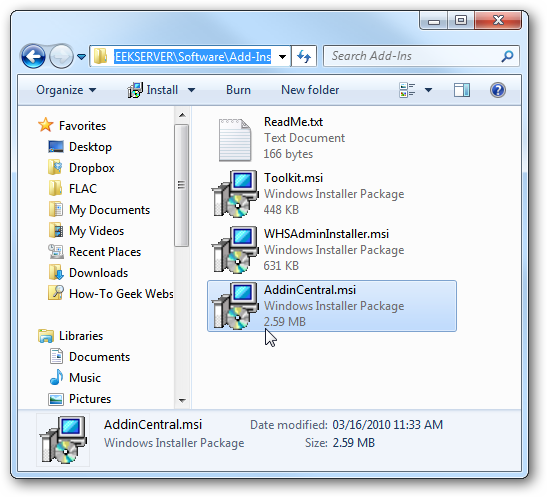 EEKSERVER\Software\Add-Ins
Search Add-Ins
Organize Install Burn New folder
Favorites
Desktop
Dropbox
FLAC
My Documents
My Videos
Recent Places
Downloads
How-To Geek Webs
Libraries
Documents
Music
Pictures
ReadMe.txt
Text Document
166 bytes
Toolkit.msi
Windows Installer Package
448 KB
WHSAdminInstaller.msi
Windows Installer Package
631 KB
AddinCentral.msi
Windows Installer Package
2.59 MB
AddinCentral.msi Date modified: 03/16/2010 11:33 AM
Windows Installer Package Size: 2.59 MB